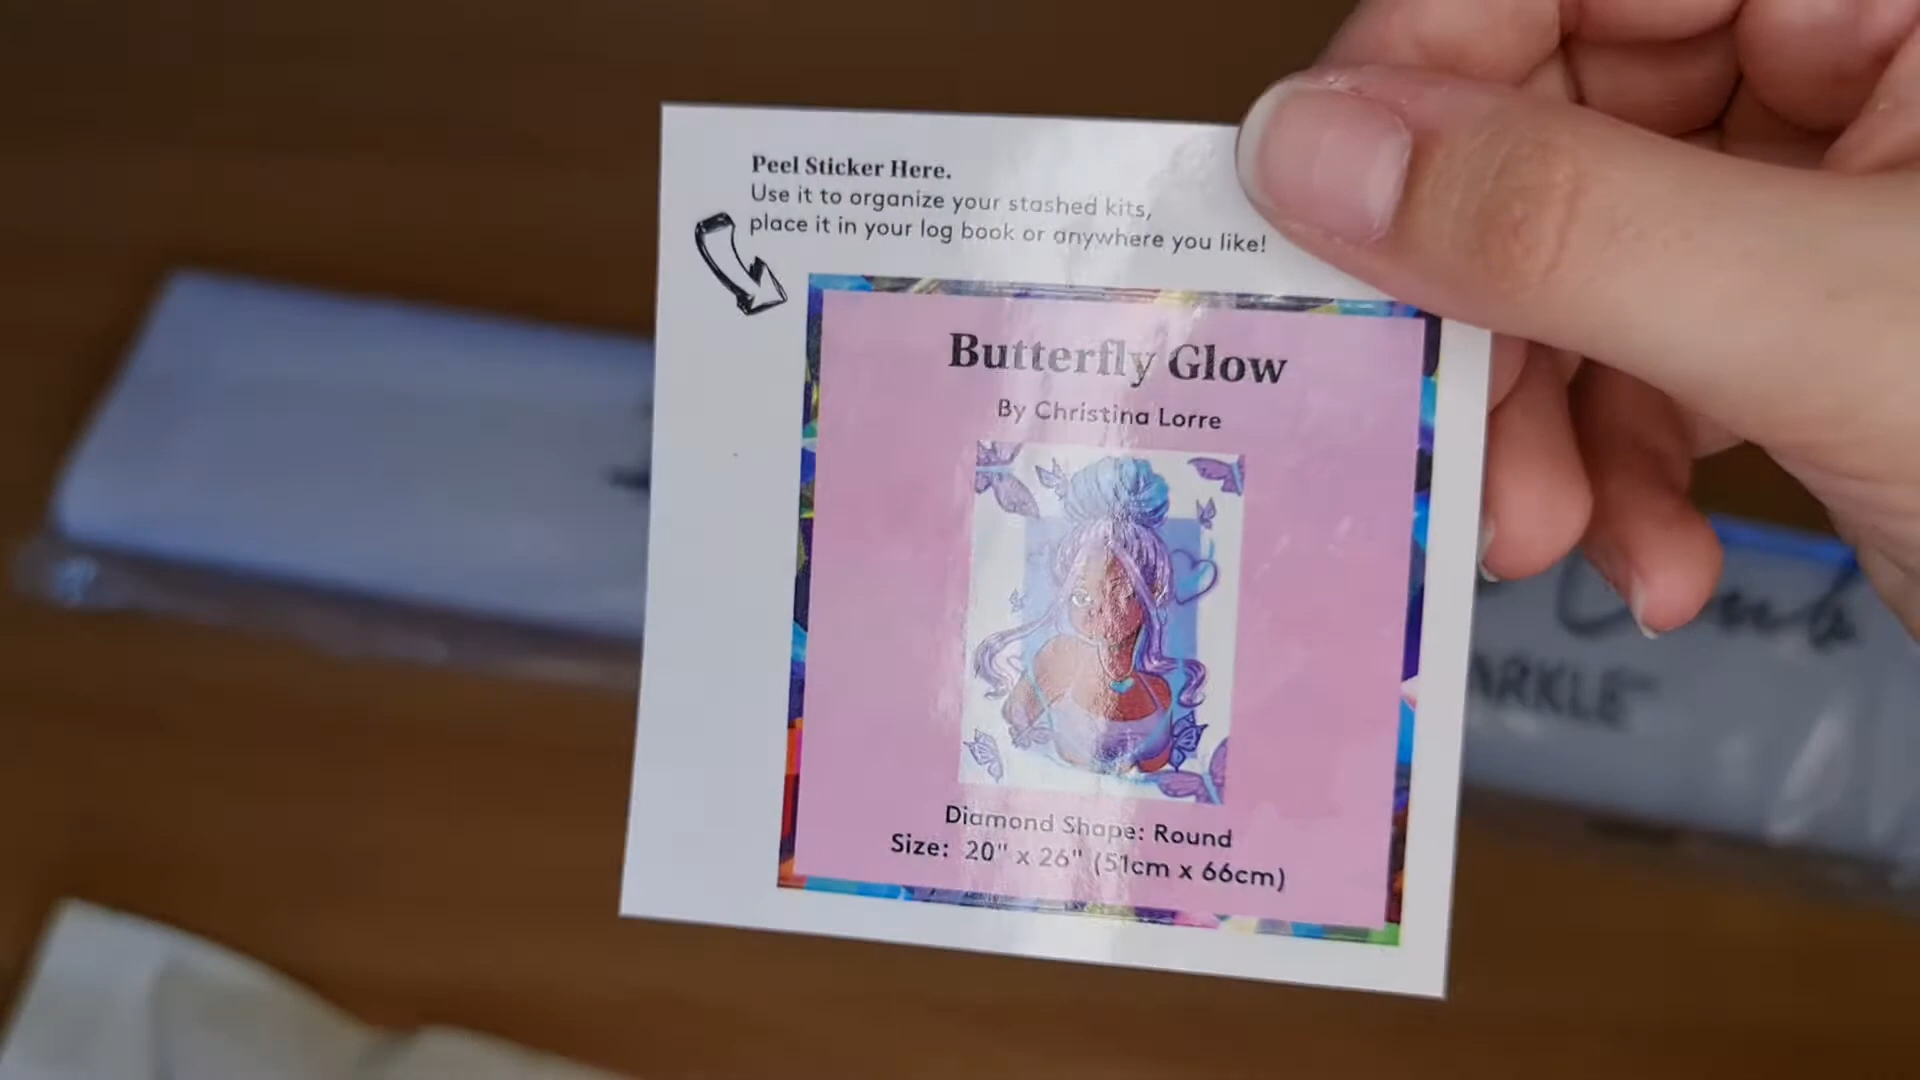 Peel Sticker Here.
Use it to organize your stashed kits,
place it in your log book or anywhere you like!
Butterfly Glow
By Christina Lorre
Diamond Shape: Round
Size: 20" x 26" (51cm x 66cm)